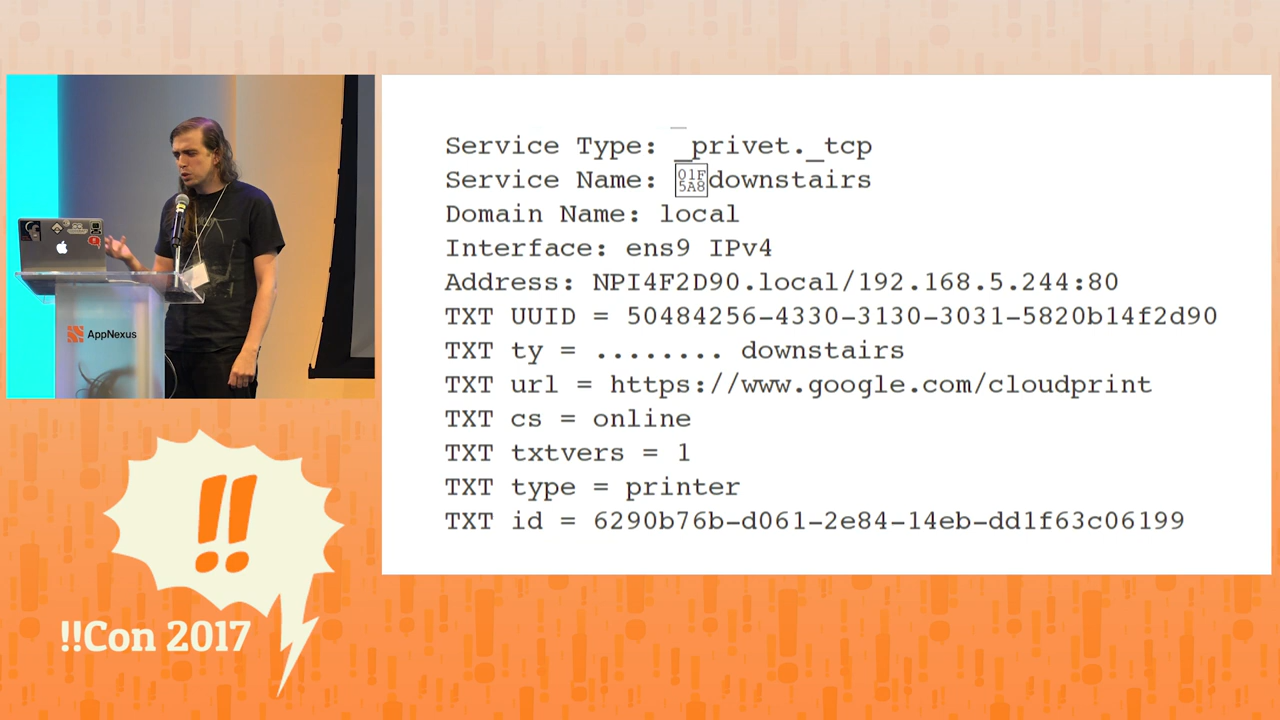 Service Type: _privet._tcp
Service Name: 01F5A8downstairs
Domain Name: local
Interface: ens9 IPv4
Address: NPI4F2D90.local/192.168.5.244:80
TXT UUID = 50484256-4330-3130-3031-5820b14f2d90
TXT ty = ........ downstairs
TXT url = https://www.google.com/cloudprint
TXT cs = online
TXT txtvers = 1
TXT type = printer
TXT id = 6290b76b-d061-2e84-14eb-dd1f63c06199
AppNexus
!!
!!Con 2017